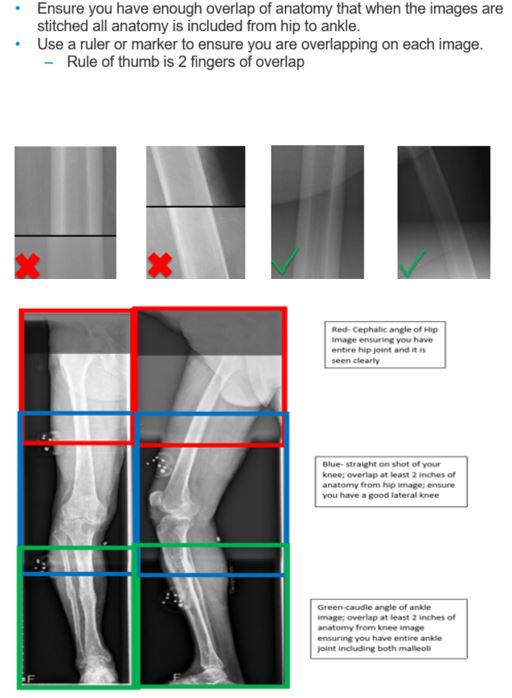 • Ensure you have enough overlap of anatomy that when the images are
stitched all anatomy is included from hip to ankle.
• Use a ruler or marker to ensure you are overlapping on each image.
– Rule of thumb is 2 fingers of overlap
Red- Cephalic angle of Hip
Image ensuring you have
entire hip joint and it is
seen clearly
Blue- straight on shot of your
knee; overlap at least 2 inches of
anatomy from hip image; ensure
you have a good lateral knee
Green-caudle angle of ankle
image; overlap at least 2 inches of
anatomy from knee image
ensuring you have entire ankle
joint including both malleoli
F
F